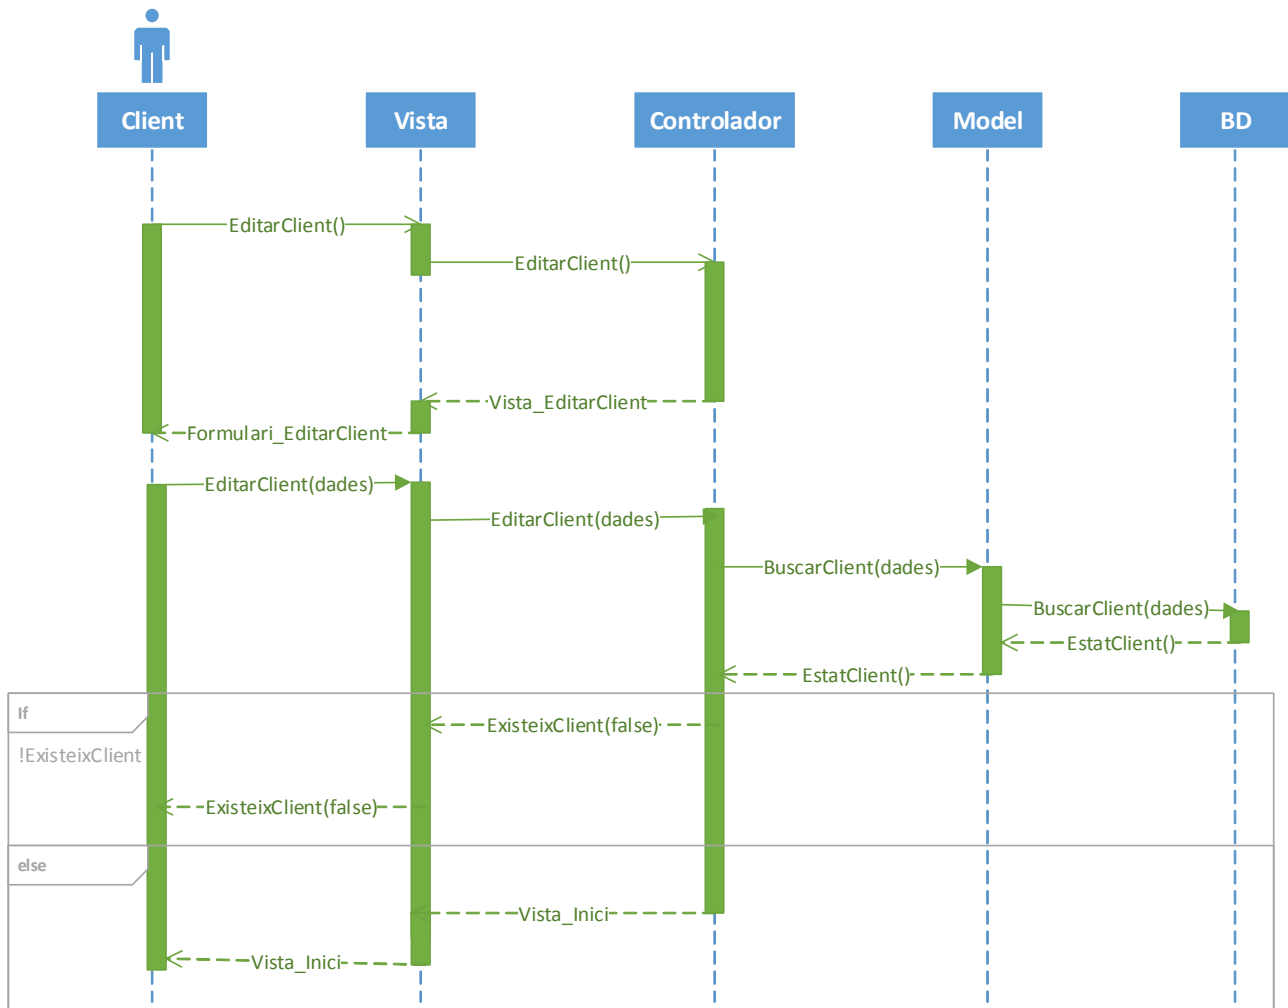 Client
Vista
Controlador
Model
BD
EditarClient()
EditarClient()
Vista_EditarClient
Formulari_EditarClient
EditarClient(dades)
EditarClient(dades)
BuscarClient(dades)
BuscarClient(dades)
EstatClient()
EstatClient()
If
ExisteixClient(false)
!ExisteixClient
ExisteixClient(false)
else
Vista_Inici
Vista_Inici